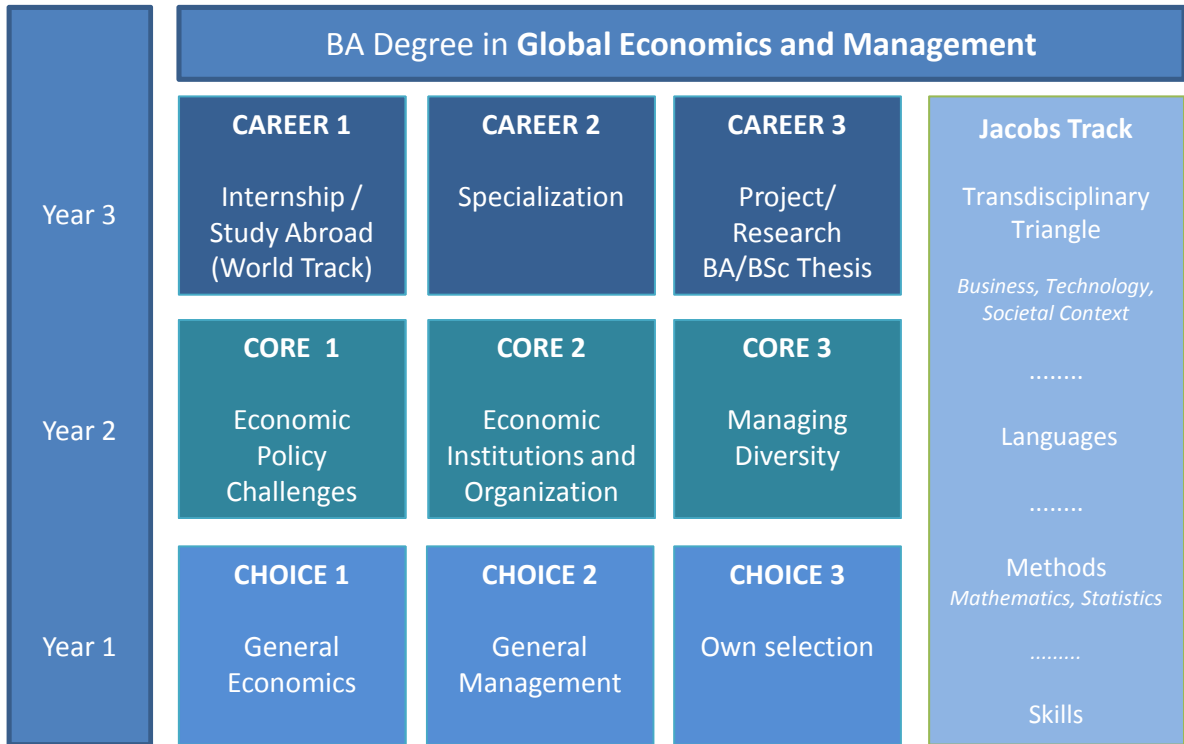 BA Degree in Global Economics and Management
Year 3
CAREER 1
Internship /
Study Abroad
(World Track)
CAREER 2
Specialization
CAREER 3
Project/
Research
BA/BSc Thesis
Year 2
CORE  1
Economic
Policy
Challenges
CORE 2
Economic
Institutions and
Organization
CORE 3
Managing
Diversity
Year 1
CHOICE 1
General
Economics
CHOICE 2
General
Management
CHOICE 3
Own selection
Jacobs Track
Transdisciplinary
Triangle
Business, Technology,
Societal Context
........
Languages
........
Methods
Mathematics, Statistics
.........
Skills